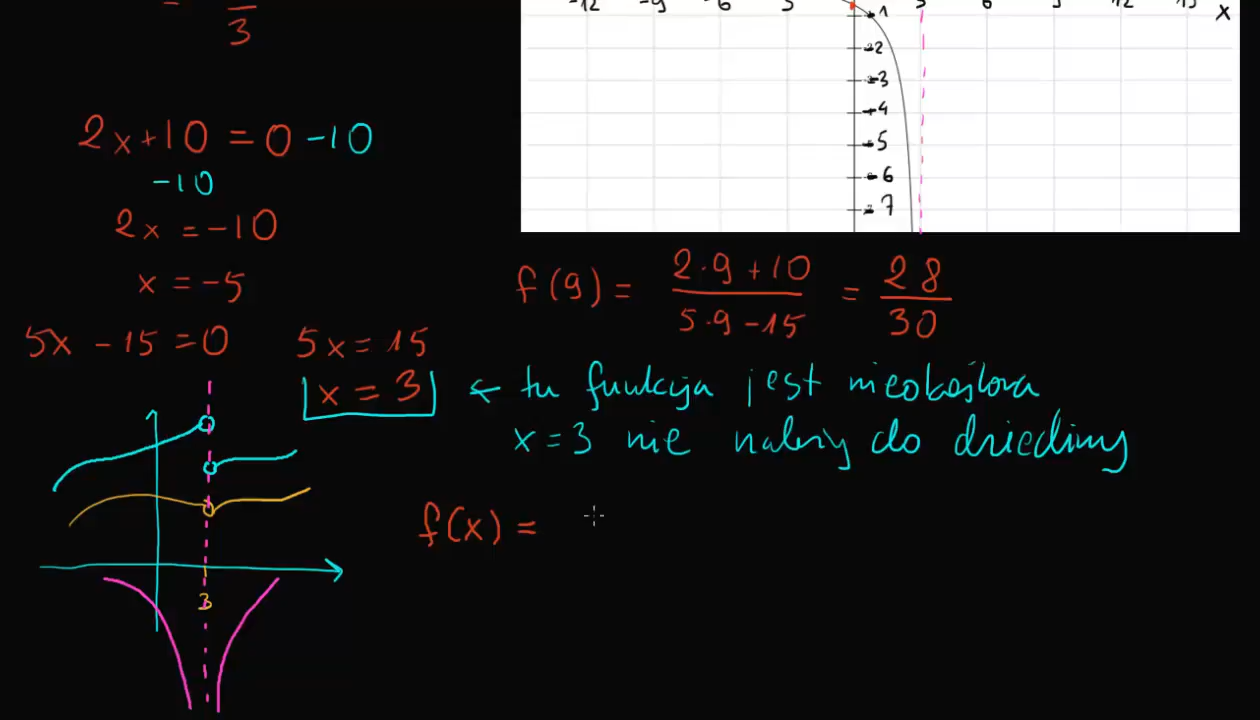 3
-12 -9 -6 3 -1 3 6 9 12 15 x
-2
-3
-4
-5
-6
-7
2x+10 = 0 -10
-10
2x = -10
x = -5
f(9) = (2·9+10)/(5·9-15) = 28/30
5x - 15 = 0 5x = 15
x = 3 ← tu funkcja jest nieokreślona
x = 3 nie należy do dziedziny
f(x) =
3